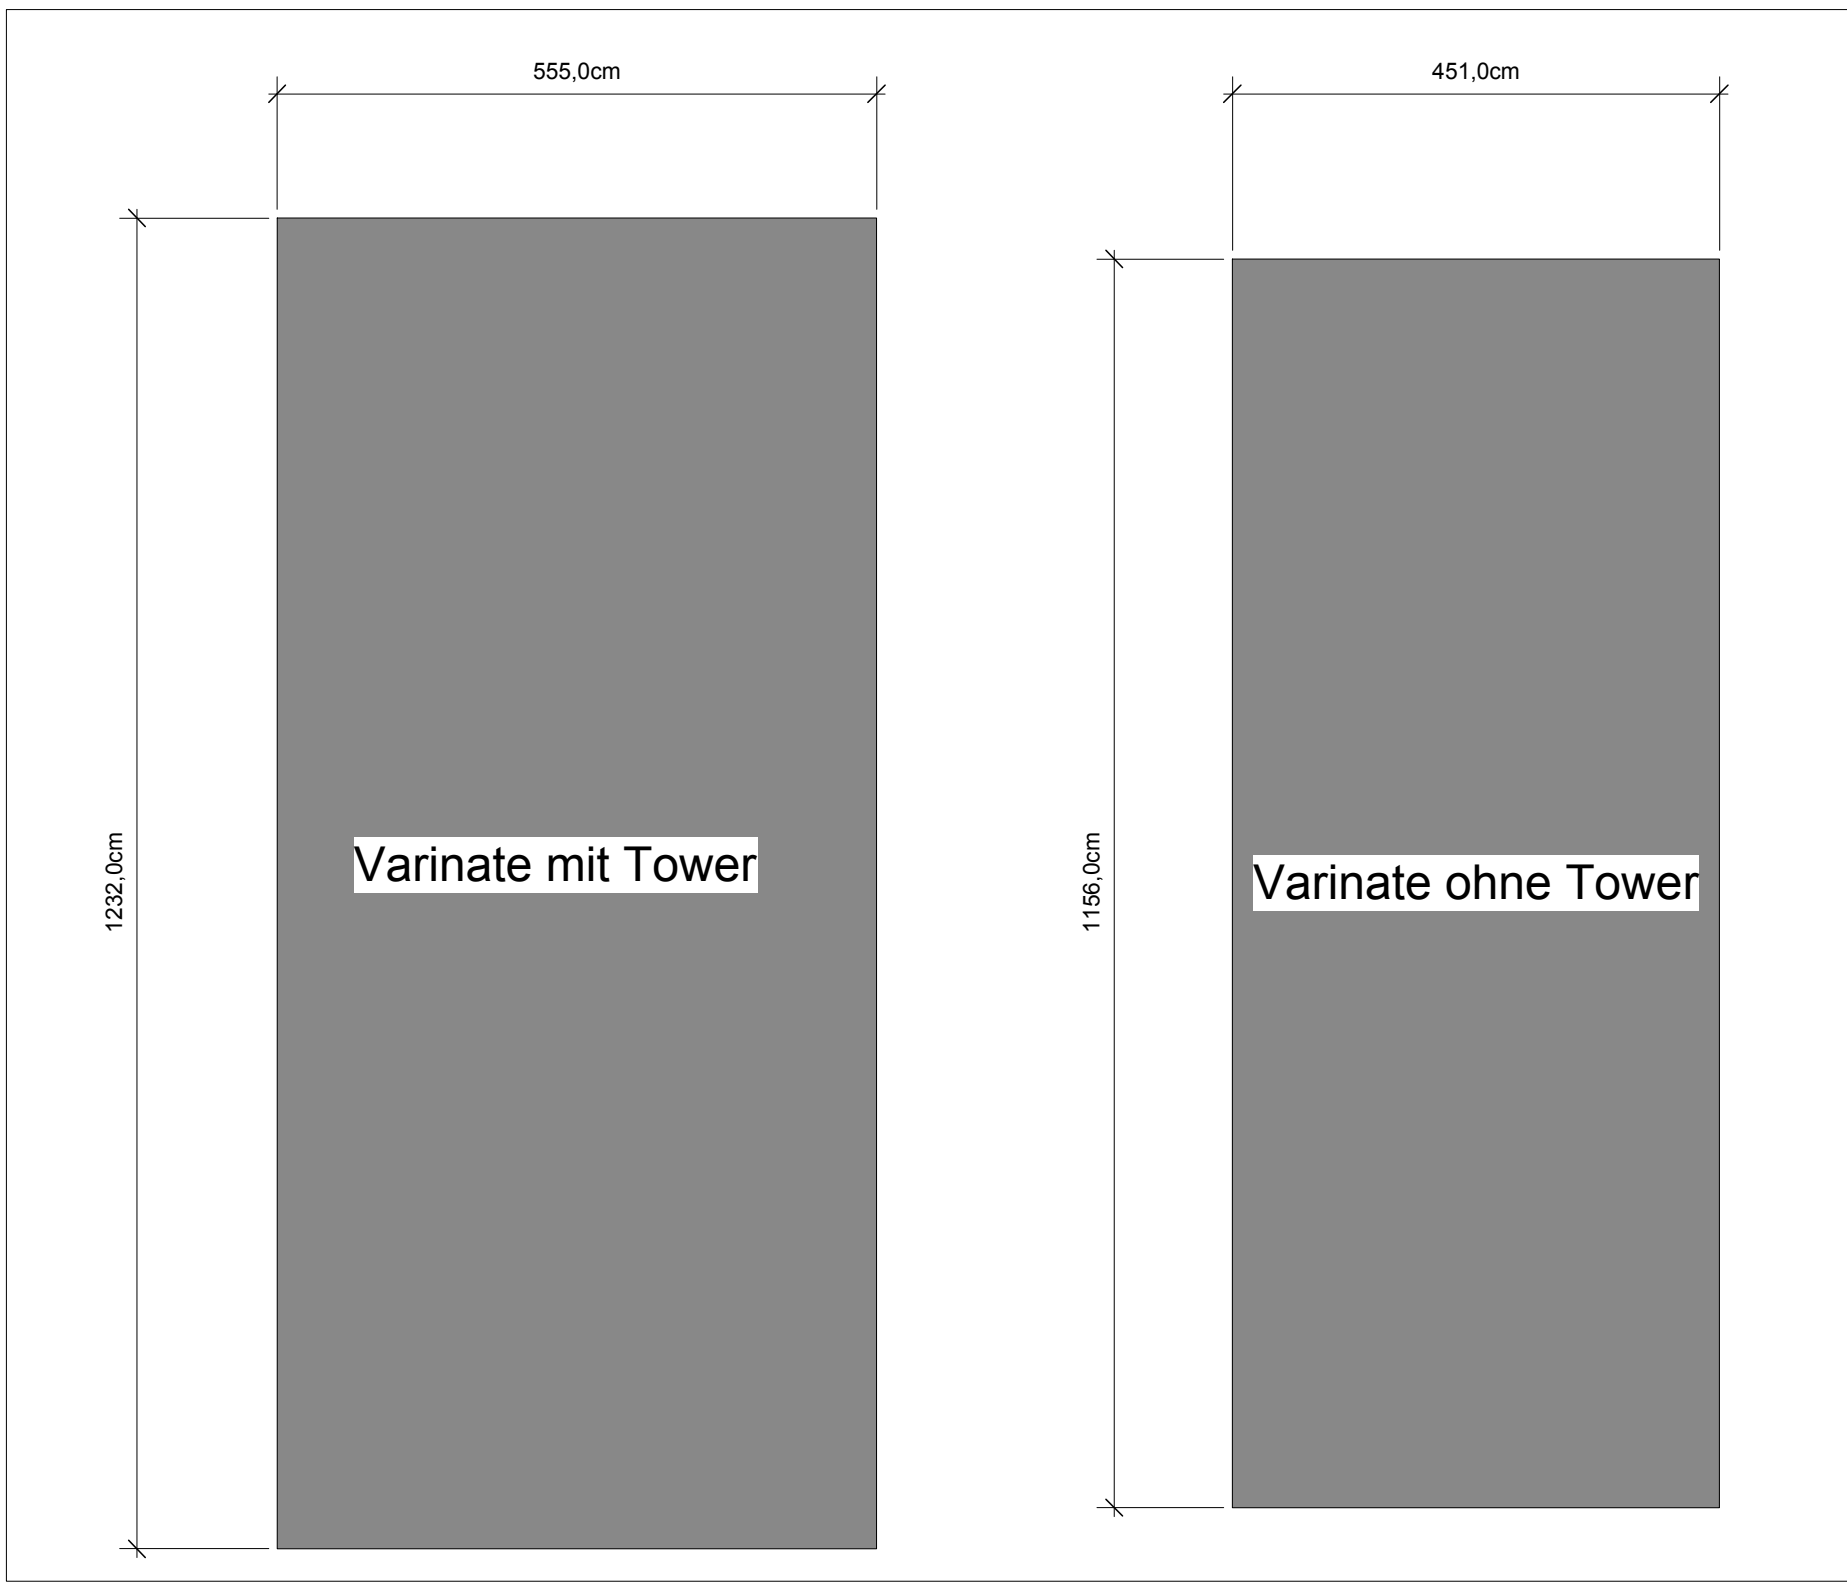 555,0cm
451,0cm
1232,0cm
Varinate mit Tower
1156,0cm
Varinate ohne Tower